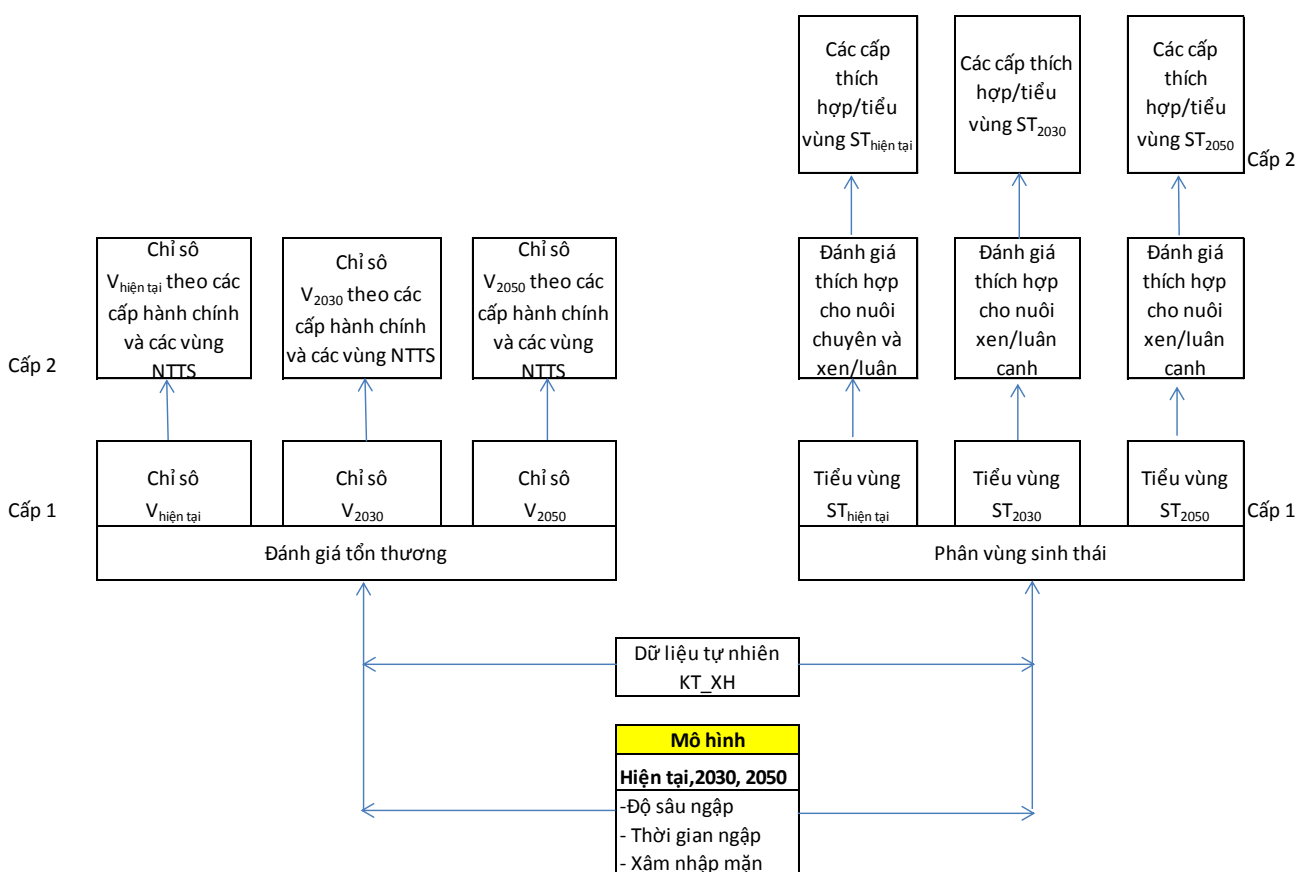 Các cấp
thích
hợp/tiểu
vùng ST hiện tại
Các cấp thích
hợp/tiểu
vùng ST2030
Các cấp
thích
hợp/tiểu
vùng ST2050
Cấp 2
Chỉ sô
Vhiện tại theo các
cấp hành chính
và các vùng
NTTS
Chỉ sô
V2030 theo các
cấp hành chính
và các vùng NTTS
Chỉ sô
V2050 theo các
cấp hành chính
và các vùng
NTTS
Cấp 2
Đánh giá
thích hợp
cho nuôi
chuyên và
xen/luân
Đánh giá
thích hợp
cho nuôi
xen/luân
canh
Đánh giá
thích hợp
cho nuôi
xen/luân
canh
Cấp 1
Chỉ sô
Vhiện tại
Chỉ sô
V2030
Chỉ sô
V2050
Đánh giá tổn thương
Tiểu vùng
SThiện tại
Tiểu vùng
ST2030
Tiểu vùng
ST2050
Cấp 1
Phân vùng sinh thái
Dữ liệu tự nhiên
KT_XH
Mô hình
Hiện tại,2030, 2050
-Độ sâu ngập
- Thời gian ngập
- Xâm nhập mặn